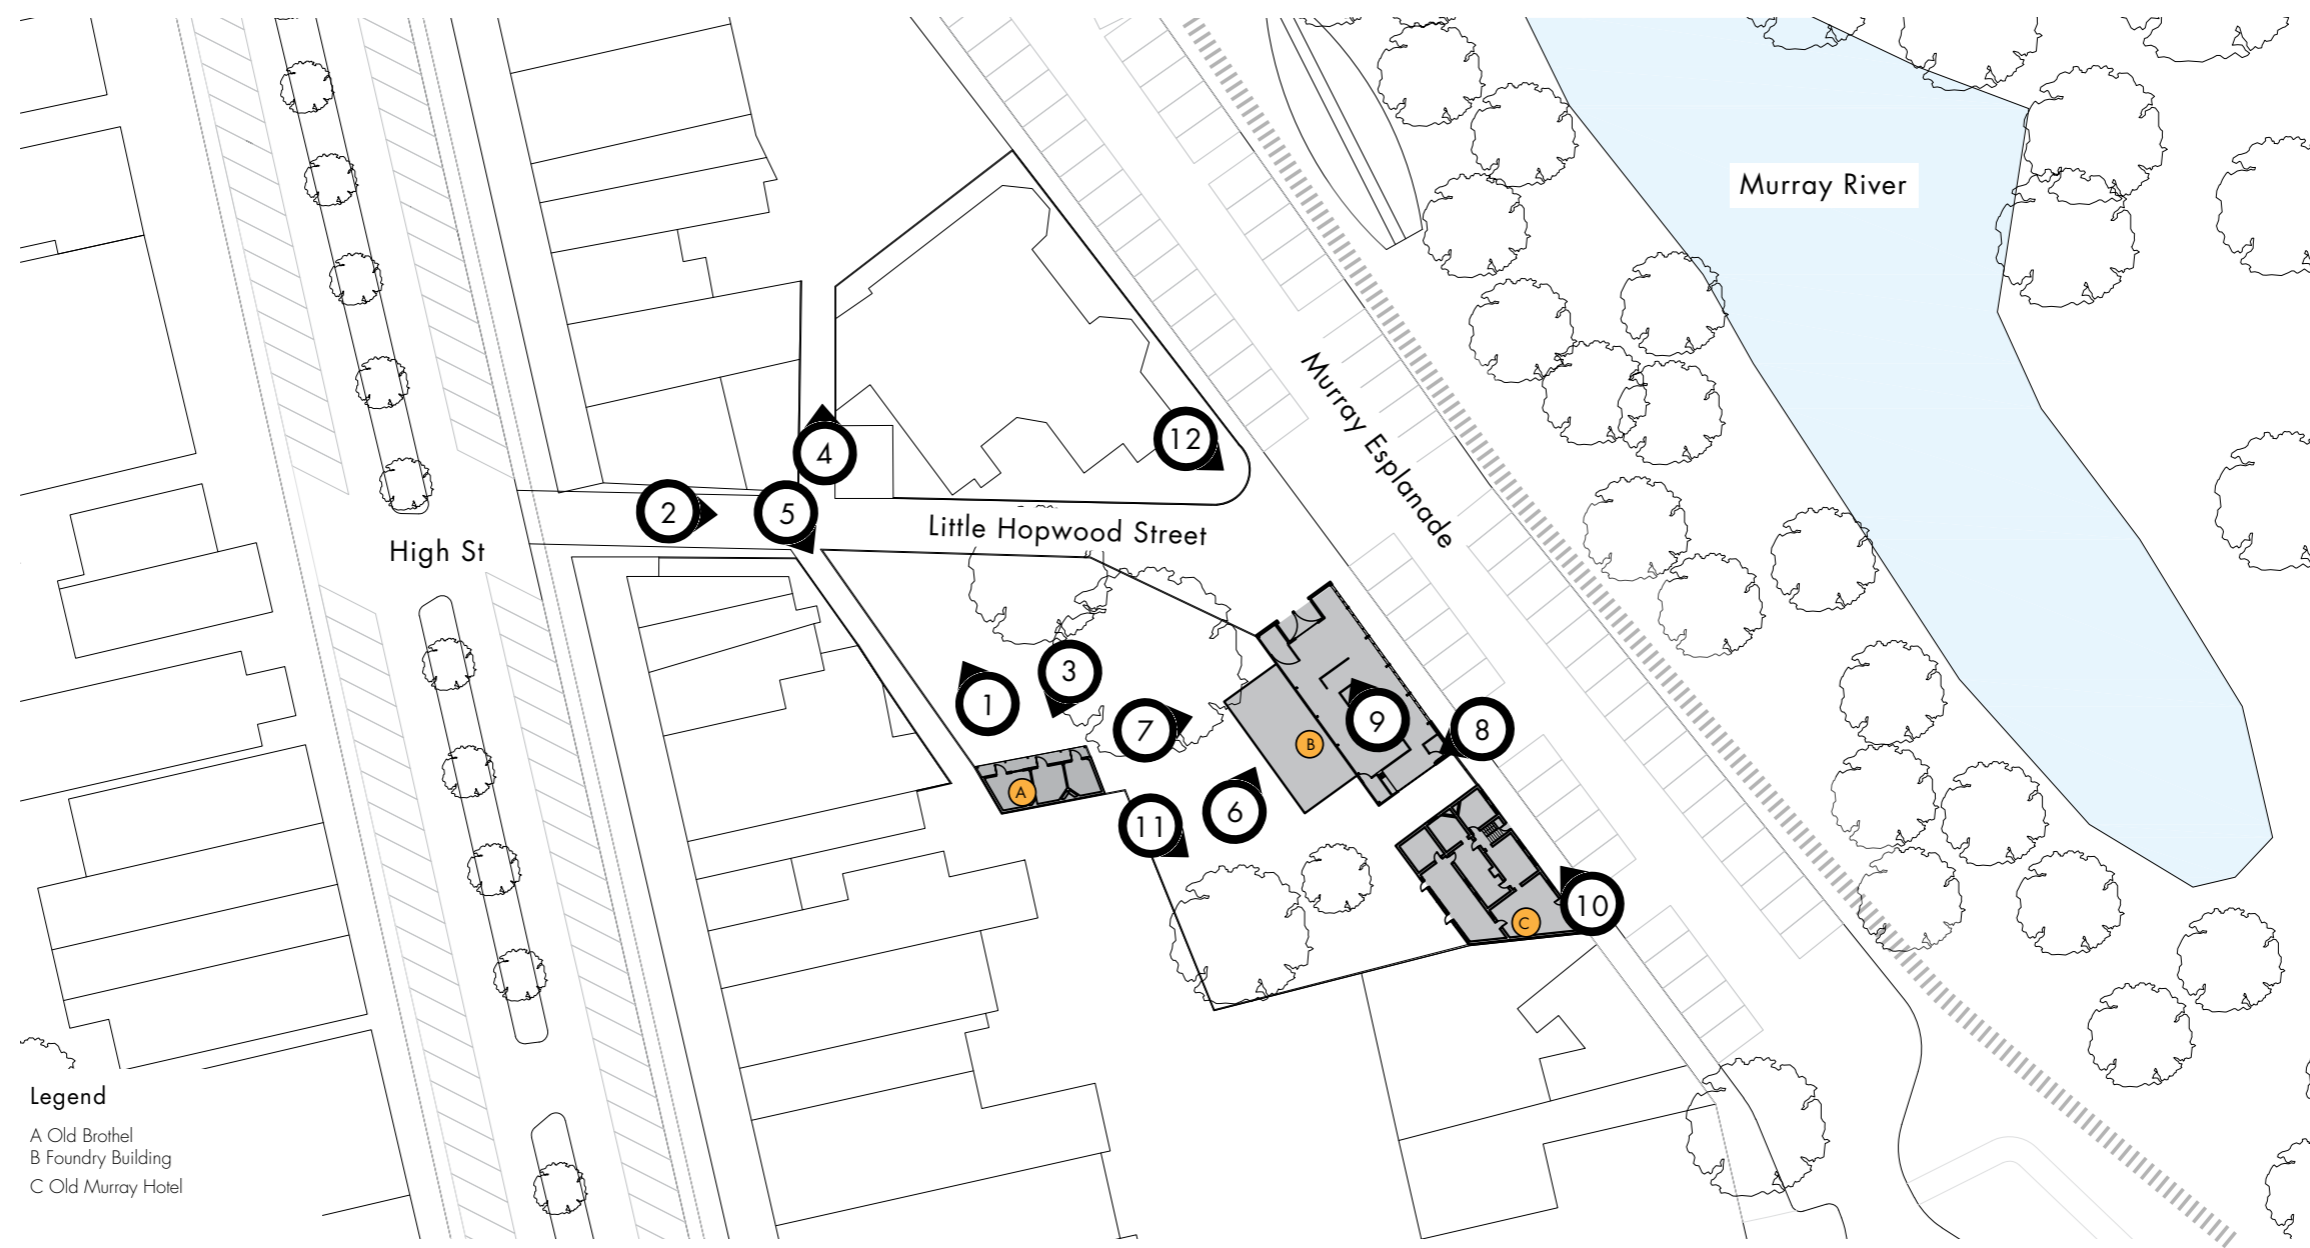 Murray River
Murray Esplanade
12
4
2
5
Little Hopwood Street
High St
3
1
7
9
8
B
A
6
11
10
C
Legend
A Old Brothel
B Foundry Building
C Old Murray Hotel